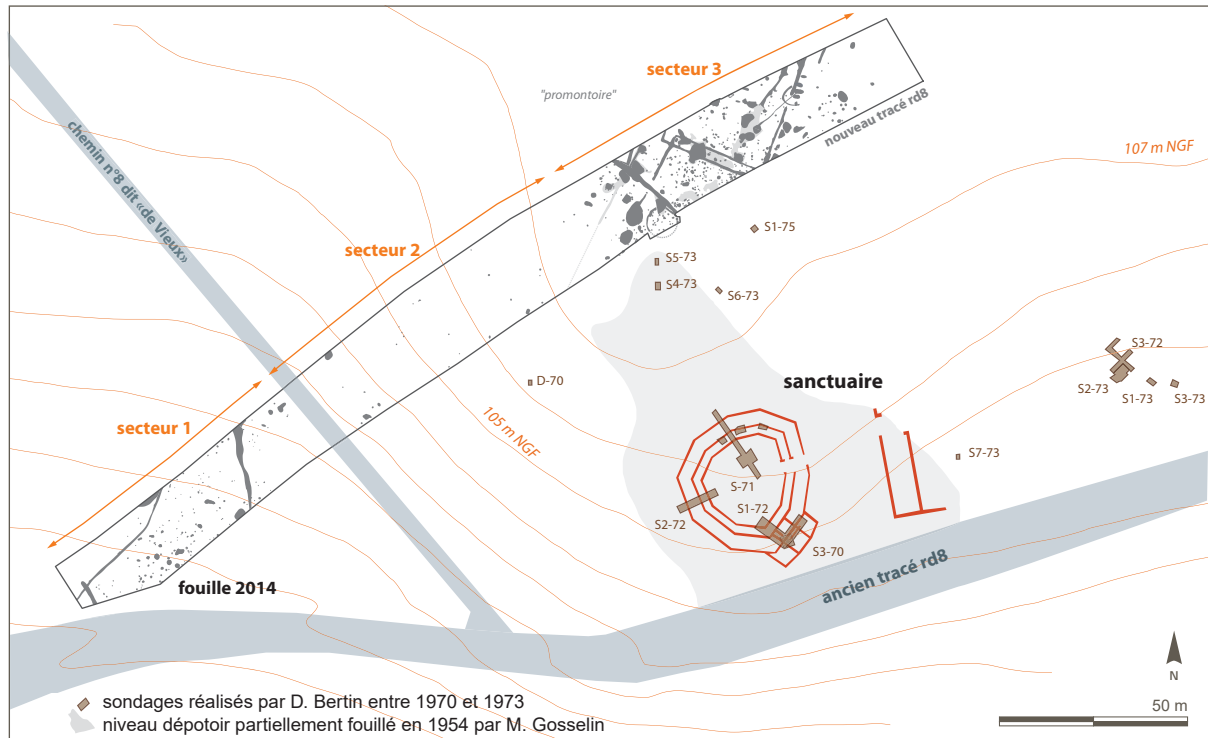 secteur 3
"promontoire"
nouveau tracé rd8
chemin n°8 dit «de Vieux»
107 m NGF
S1-75
secteur 2
S5-73
S4-73
S6-73
S3-72
D-70
sanctuaire
S2-73
S1-73
S3-73
105 m NGF
secteur 1
S7-73
S-71
S1-72
S2-72
S3-70
ancien tracé rd8
fouille 2014
N
sondages réalisés par D. Bertin entre 1970 et 1973
50 m
niveau dépotoir partiellement fouillé en 1954 par M. Gosselin